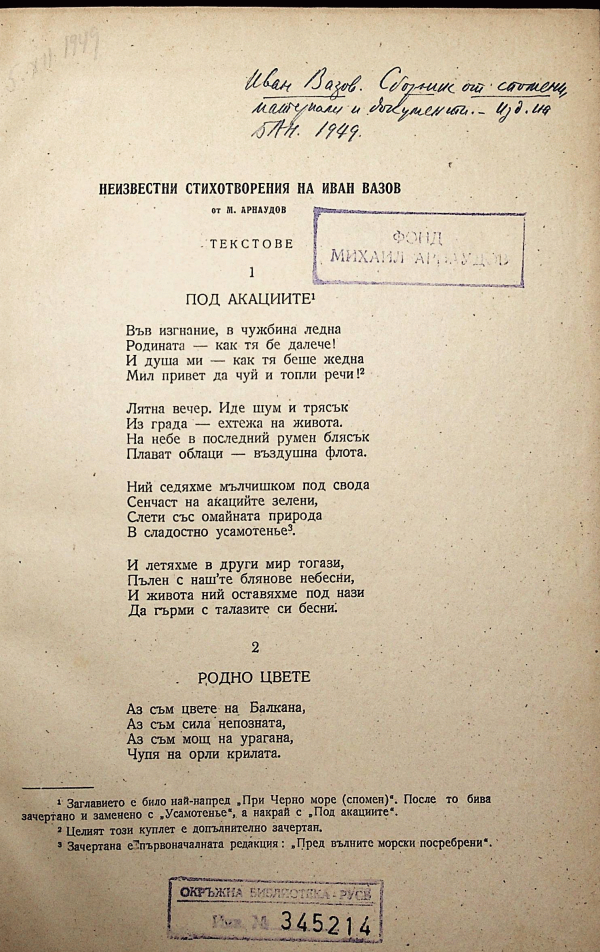 5. XII. 1949
Иван Вазов. Сборник от спомени,
материали и документи. – Изд. на
БАН. 1949.
НЕИЗВЕСТНИ СТИХОТВОРЕНИЯ НА ИВАН ВАЗОВ
от М. АРНАУДОВ
ФОНД
МИХАИЛ АРНАУДОВ
ТЕКСТОВЕ
1
ПОД АКАЦИИТЕ¹
Във изгнание, в чужбина ледна
Родината — как тя бе далече!
И душа ми — как тя беше жедна
Мил привет да чуй и топли речи!²
Лятна вечер. Иде шум и трясък
Из града — ехтежа на живота.
На небе в последний румен блясък
Плават облаци — въздушна флота.
Ний седяхме мълчишком под свода
Сенчаст на акацийте зелени,
Слети със омайната природа
В сладостно усамотенье³.
И летяхме в други мир тогази,
Пълен с наш'те блянове небесни,
И живота ний оставяхме под нази
Да гърми с талазите си бесни.
2
РОДНО ЦВЕТЕ
Аз съм цвете на Балкана,
Аз съм сила непозната,
Аз съм мощ на урагана,
Чупя на орли крилата.
¹ Заглавието е било най-напред „При Черно море (спомен)“. После то бива
зачертано и заменено с „Усамотенье“, а накрай с „Под акациите“.
² Целият този куплет е допълнително зачертан.
³ Зачертана е първоначалната редакция: „Пред вълните морски посребрени“.
ОКРЪЖНА БИБЛИОТЕКА - РУСЕ
Инв. № 345214